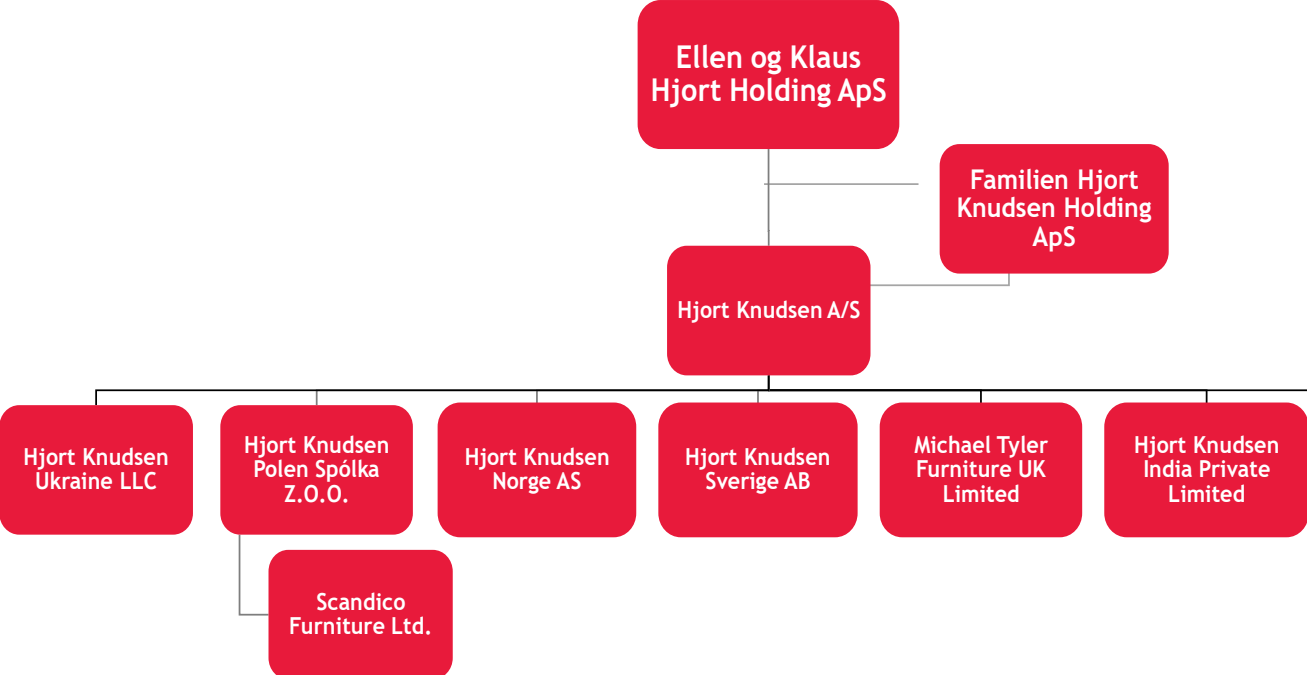 Ellen og Klaus
Hjort Holding ApS
Familien Hjort
Knudsen Holding
ApS
Hjort Knudsen A/S
Hjort Knudsen
Ukraine LLC
Hjort Knudsen
Polen Spólka
Z.O.O.
Hjort Knudsen
Norge AS
Hjort Knudsen
Sverige AB
Michael Tyler
Furniture UK
Limited
Hjort Knudsen
India Private
Limited
Scandico
Furniture Ltd.